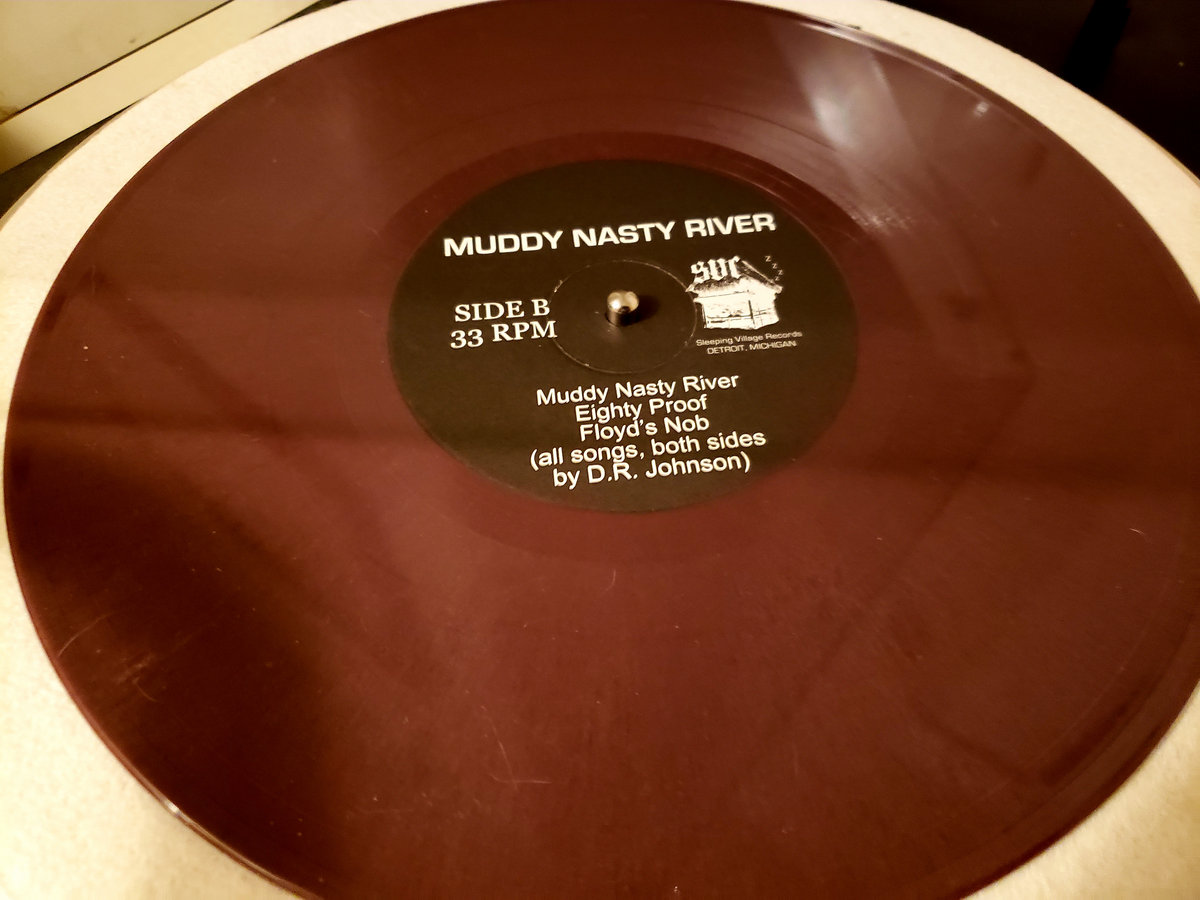 MUDDY NASTY RIVER
SIDE B
33 RPM
svr
z z z z
Sleeping Village Records
DETROIT, MICHIGAN
Muddy Nasty River
Eighty Proof
Floyd's Nob
(all songs, both sides
by D.R. Johnson)